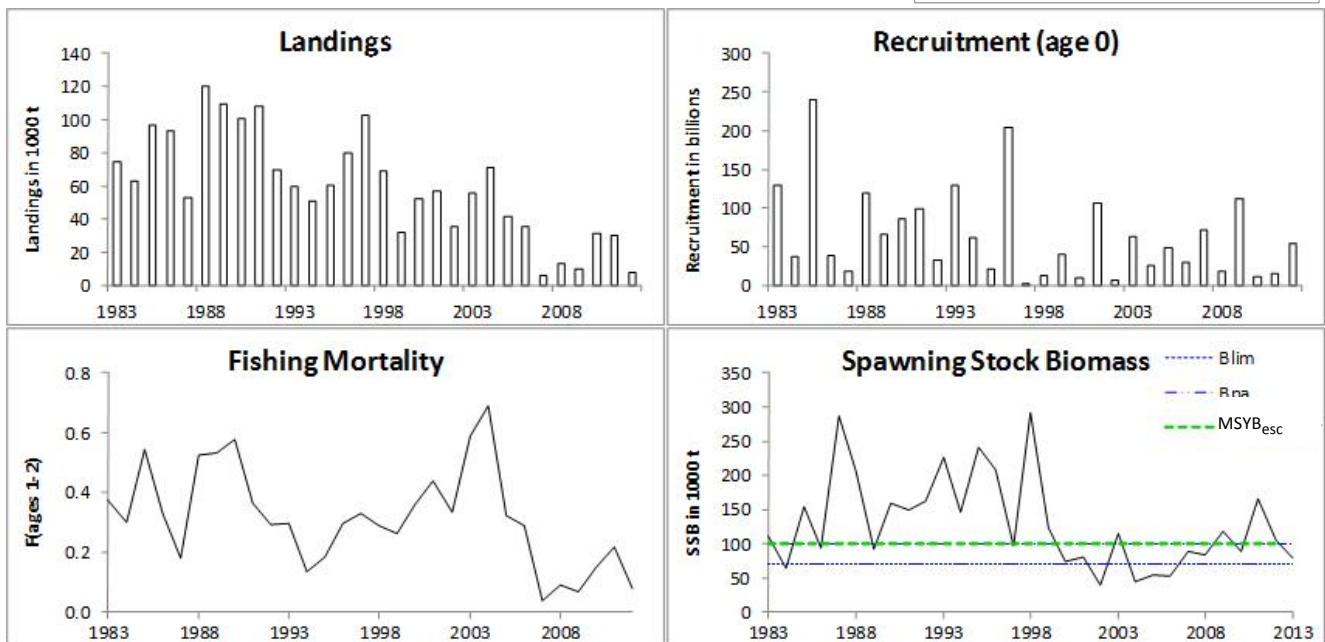 Landings
Landings in 1000 t
140
120
100
80
60
40
20
0
1983 1988 1993 1998 2003 2008
Recruitment (age 0)
Recruitment in billions
300
250
200
150
100
50
0
1983 1988 1993 1998 2003 2008
Fishing Mortality
F(ages 1-2)
0.8
0.6
0.4
0.2
0.0
1983 1988 1993 1998 2003 2008
Spawning Stock Biomass
SSB in 1000 t
350
300
250
200
150
100
50
0
1983 1988 1993 1998 2003 2008 2013
Blim
Bpa
MSYBesc